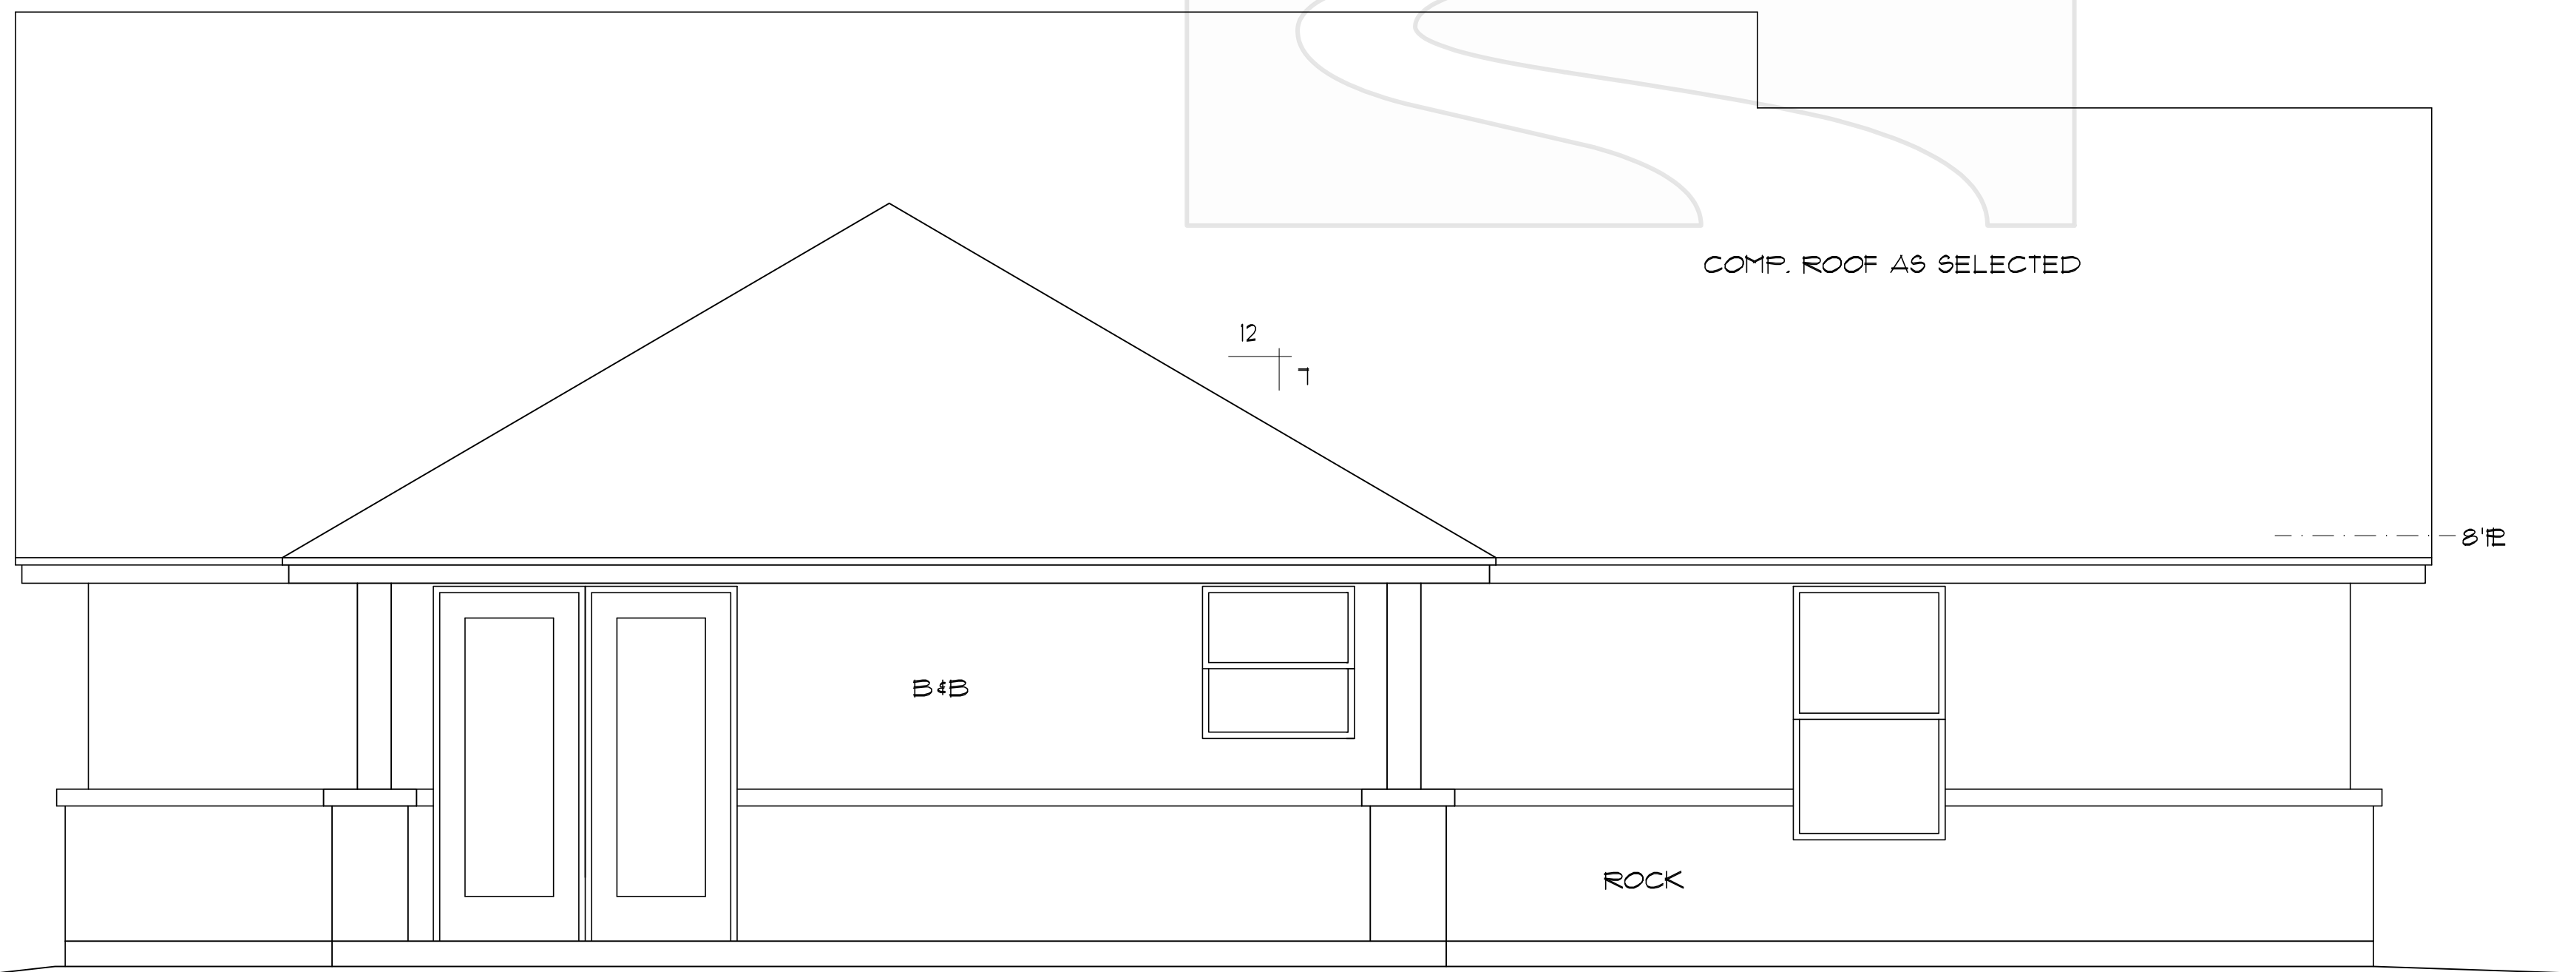 COMP. ROOF AS SELECTED
12
7
8'PL
B&B
ROCK